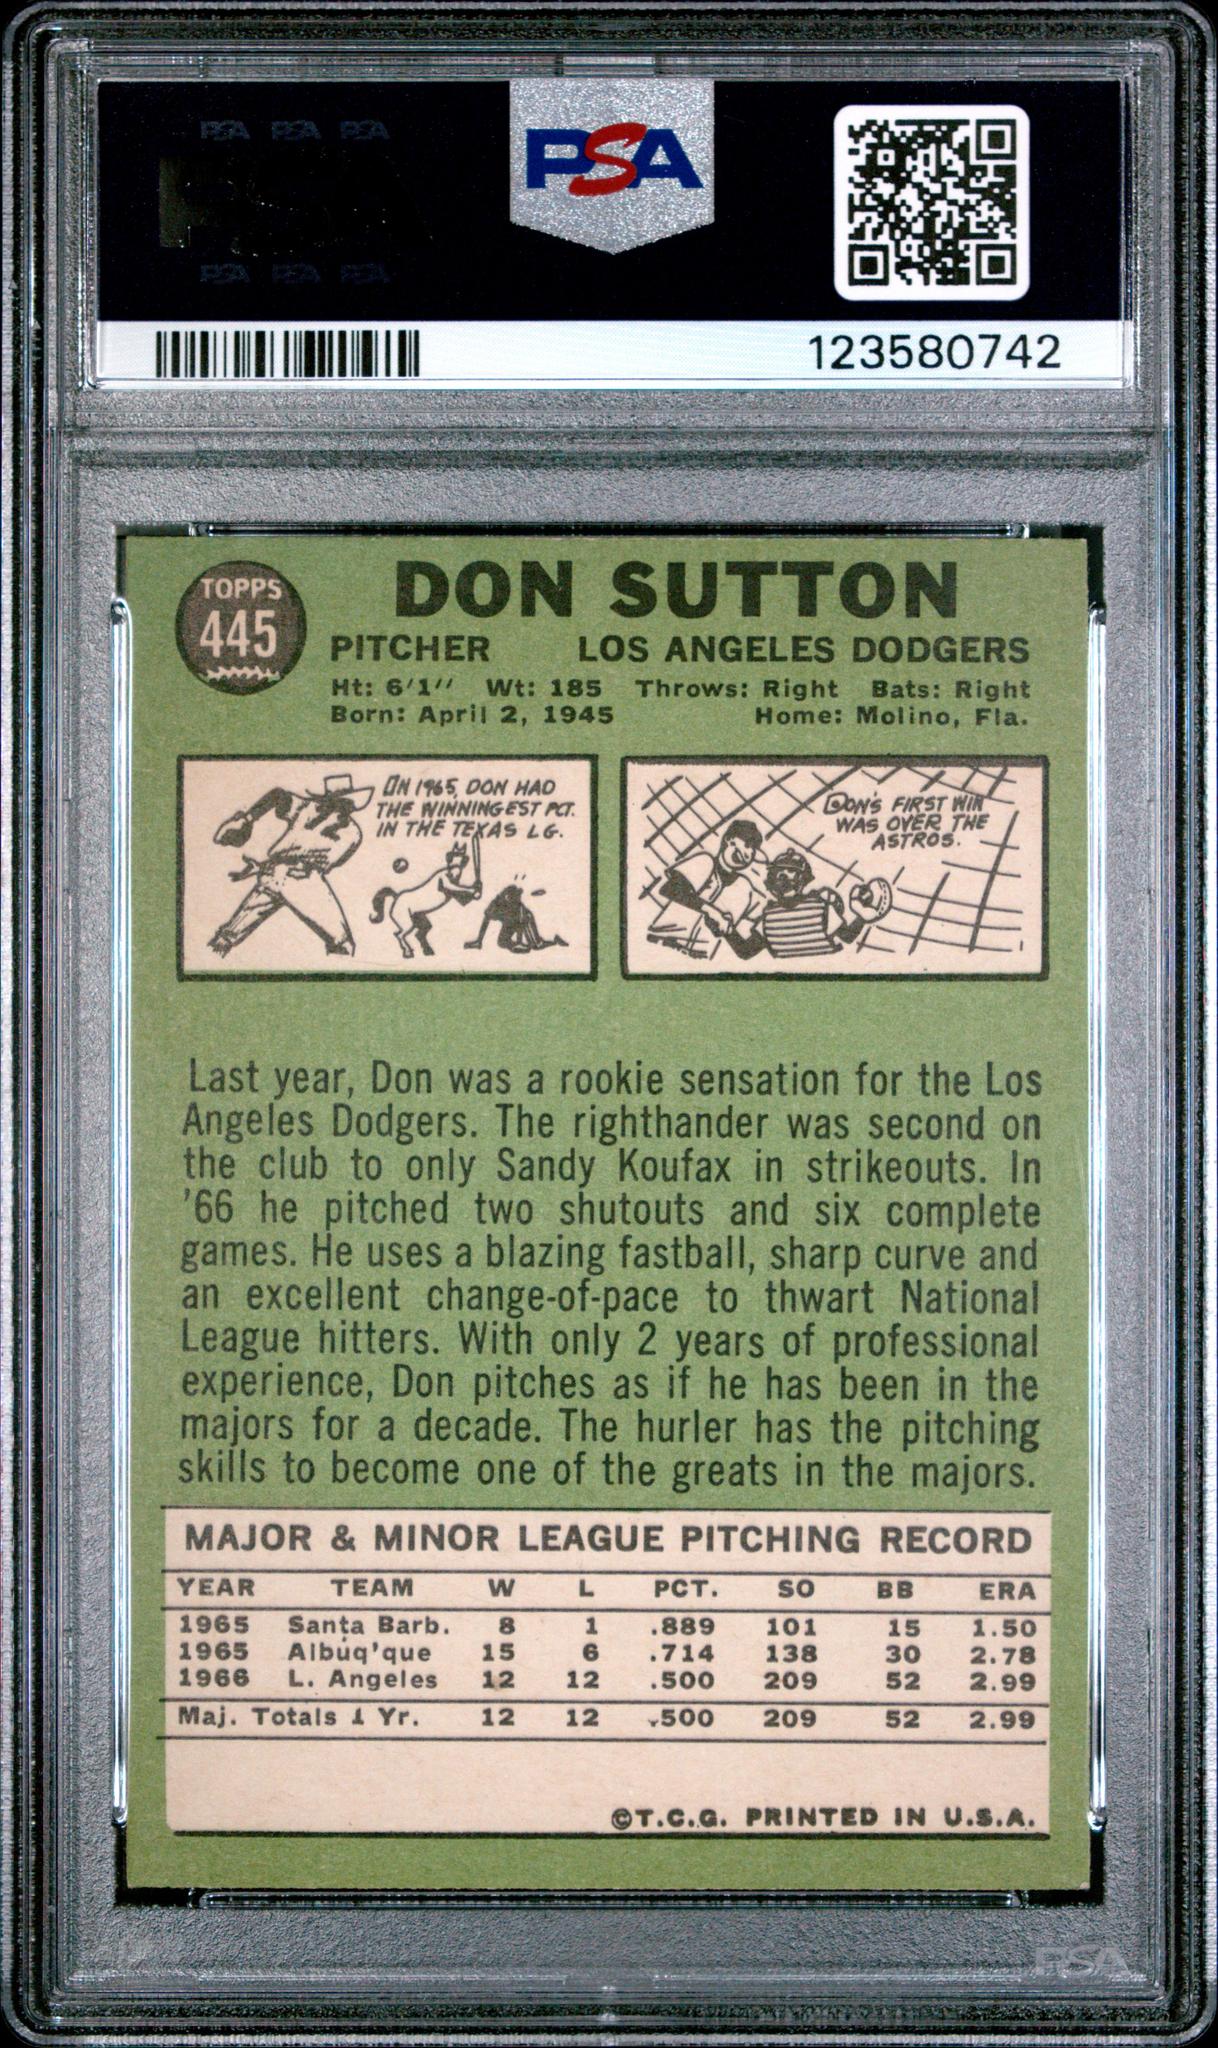 PSA PSA PSA
PSA
PSA PSA PSA
123580742
TOPPS
445
DON SUTTON
PITCHER LOS ANGELES DODGERS
Ht: 6'1'' Wt: 185 Throws: Right Bats: Right
Born: April 2, 1945 Home: Molino, Fla.
IN 1965, DON HAD
THE WINNINGEST PCT.
IN THE TEXAS LG.
DON'S FIRST WIN
WAS OVER THE
ASTROS.
Last year, Don was a rookie sensation for the Los
Angeles Dodgers. The righthander was second on
the club to only Sandy Koufax in strikeouts. In
'66 he pitched two shutouts and six complete
games. He uses a blazing fastball, sharp curve and
an excellent change-of-pace to thwart National
League hitters. With only 2 years of professional
experience, Don pitches as if he has been in the
majors for a decade. The hurler has the pitching
skills to become one of the greats in the majors.
MAJOR & MINOR LEAGUE PITCHING RECORD
YEAR TEAM W L PCT. SO BB ERA
1965 Santa Barb. 8 1 .889 101 15 1.50
1965 Albuq'que 15 6 .714 138 30 2.78
1966 L. Angeles 12 12 .500 209 52 2.99
Maj. Totals 1 Yr. 12 12 .500 209 52 2.99
©T.C.G. PRINTED IN U.S.A.
PSA